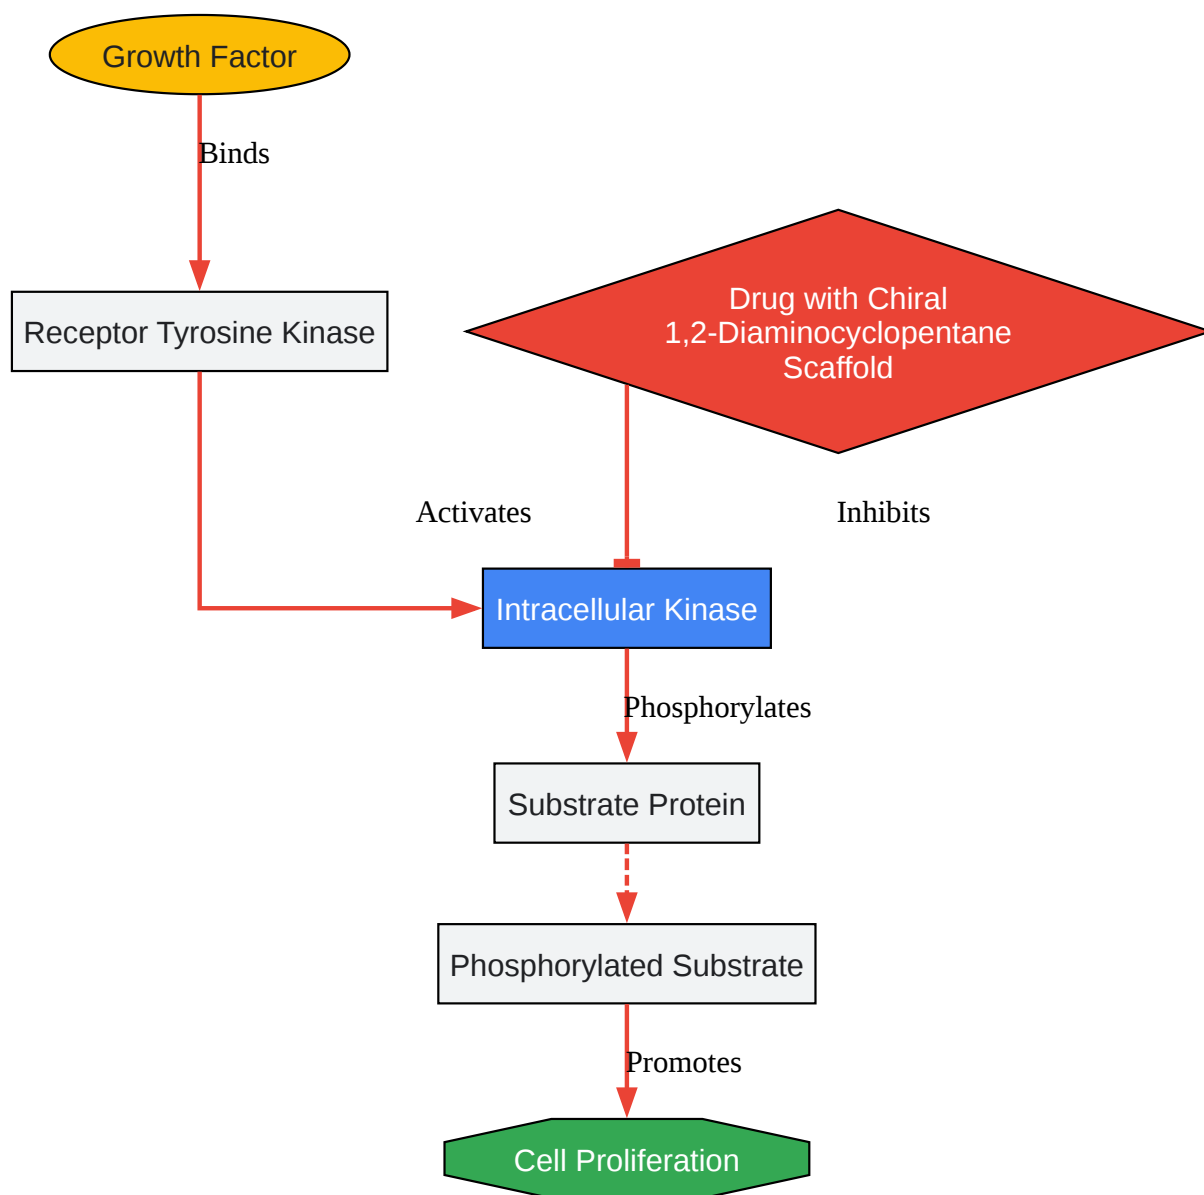 Growth Factor
Binds
Receptor Tyrosine Kinase
Drug with Chiral
1,2-Diaminocyclopentane
Scaffold
Activates
Inhibits
Intracellular Kinase
Phosphorylates
Substrate Protein
Phosphorylated Substrate
Promotes
Cell Proliferation